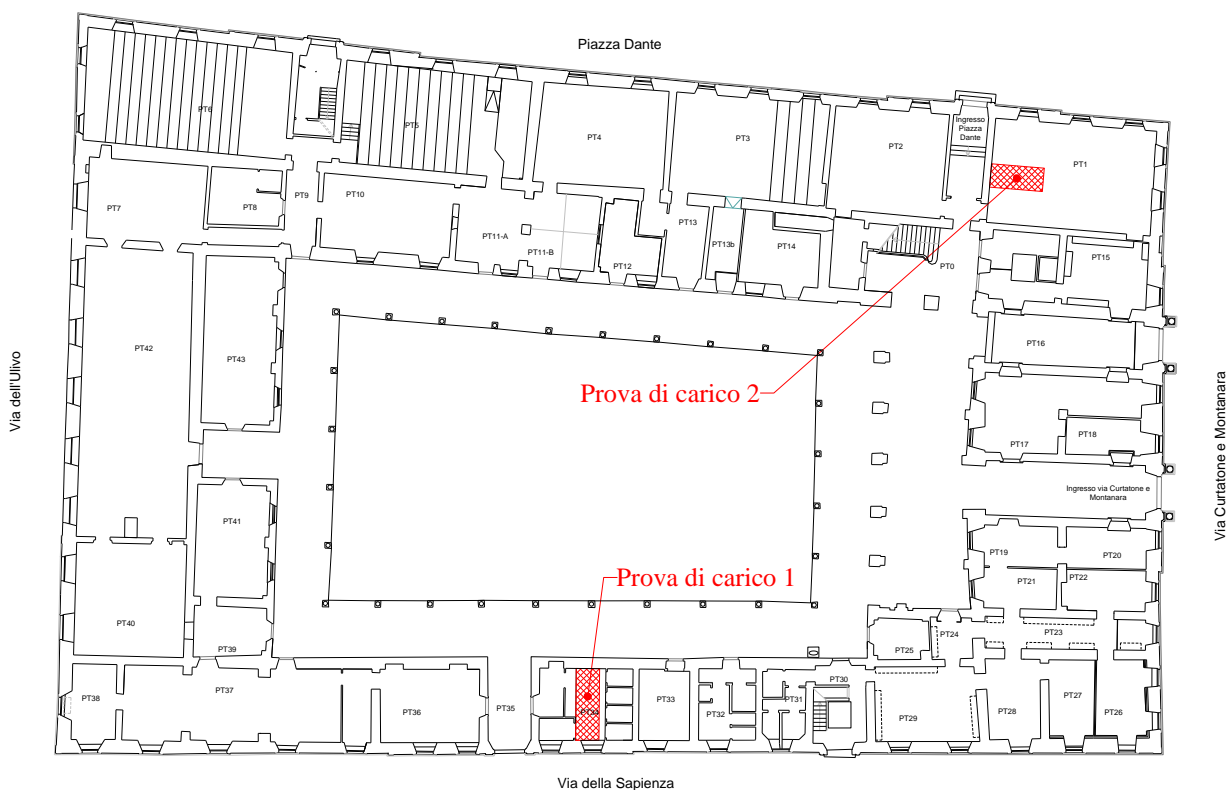 Piazza Dante
PT6
PT5
PT4
PT3
PT2
Ingresso
Piazza
Dante
PT1
PT7
PT8
PT9
PT10
PT11-A
PT11-B
PT12
PT13
PT13b
PT14
PT0
PT15
PT16
PT42
PT43
Via dell'Ulivo
Prova di carico 2
PT17
PT18
Via Curtatone e Montanara
PT41
Ingresso via Curtatone e
Montanara
PT19
PT20
PT21
PT22
Prova di carico 1
PT40
PT39
PT23
PT24
PT25
PT38
PT37
PT36
PT35
PT33
PT32
PT31
PT30
PT29
PT28
PT27
PT26
Via della Sapienza